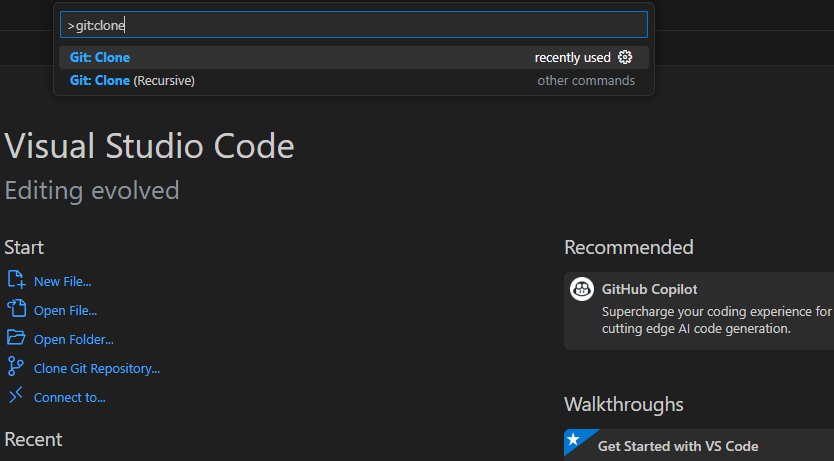 >git:clone
Git: Clone
recently used
Git: Clone (Recursive)
other commands
Visual Studio Code
Editing evolved
Start
New File...
Open File...
Open Folder...
Clone Git Repository...
Connect to...
Recent
Recommended
GitHub Copilot
Supercharge your coding experience for
cutting edge AI code generation.
Walkthroughs
Get Started with VS Code